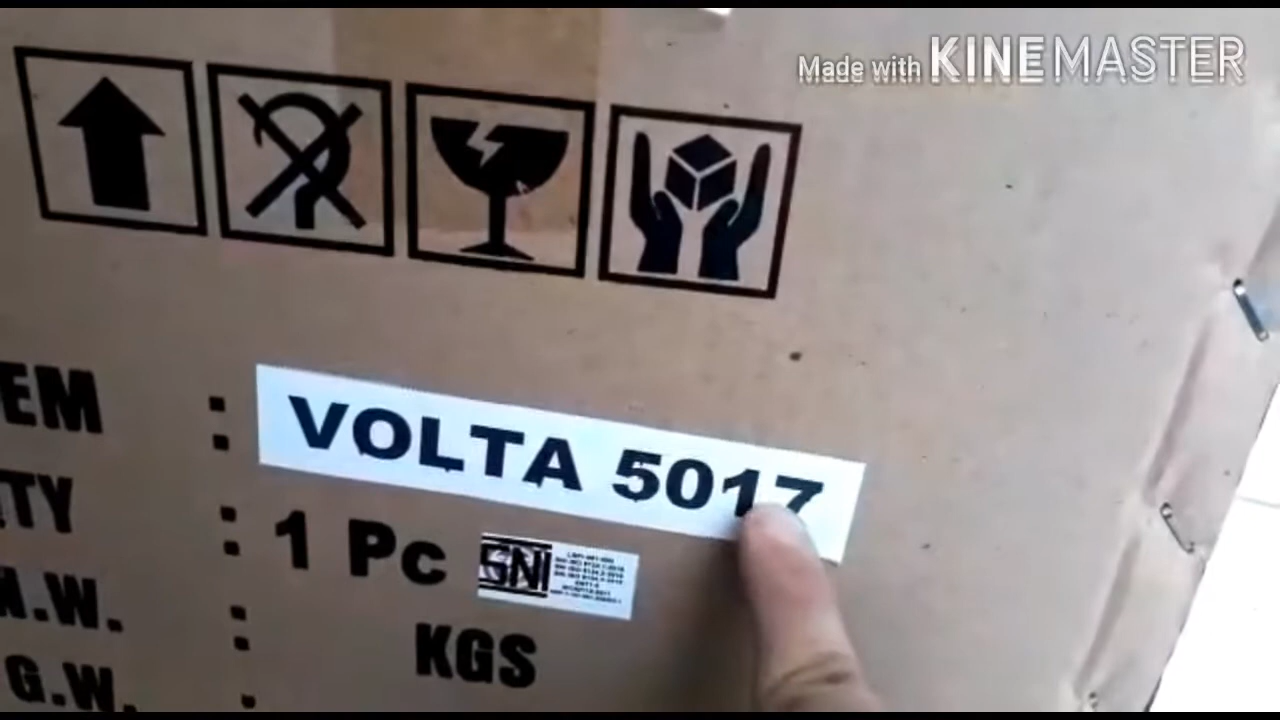 Made with KINEMASTER
EM : VOLTA 5017
TY : 1 Pc SNI
N.W. : KGS
G.W. :